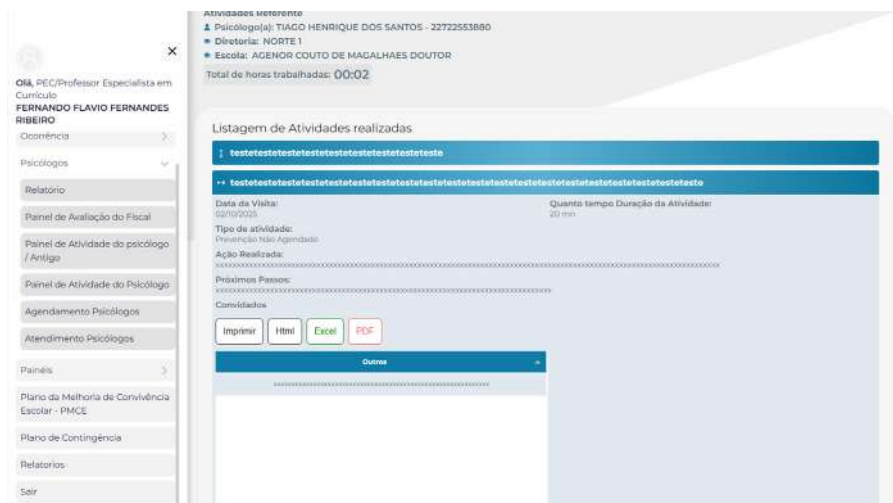 Atividades Referente
Psicólogo(a): TIAGO HENRIQUE DOS SANTOS - 22722553880
Diretoria: NORTE 1
Escola: AGENOR COUTO DE MAGALHAES DOUTOR
Total de horas trabalhadas: 00:02
×
Olá, PEC/Professor Especialista em
Currículo
FERNANDO FLAVIO FERNANDES
RIBEIRO
Ocorrência
Psicólogos
Relatório
Painel de Avaliação do Fiscal
Painel de Atividade do psicólogo
/ Antigo
Painel de Atividade do Psicólogo
Agendamento Psicólogos
Atendimento Psicólogos
Painéis
Plano da Melhoria de Convivência
Escolar - PMCE
Plano de Contingência
Relatorios
Sair
Listagem de Atividades realizadas
Data da Visita:
02/10/2025
Quanto tempo Duração da Atividade:
20 mn
Tipo de atividade:
Prevenção Não Agendado
Ação Realizada:
Próximos Passos:
Convidados
Imprimir Html Excel PDF
Outros